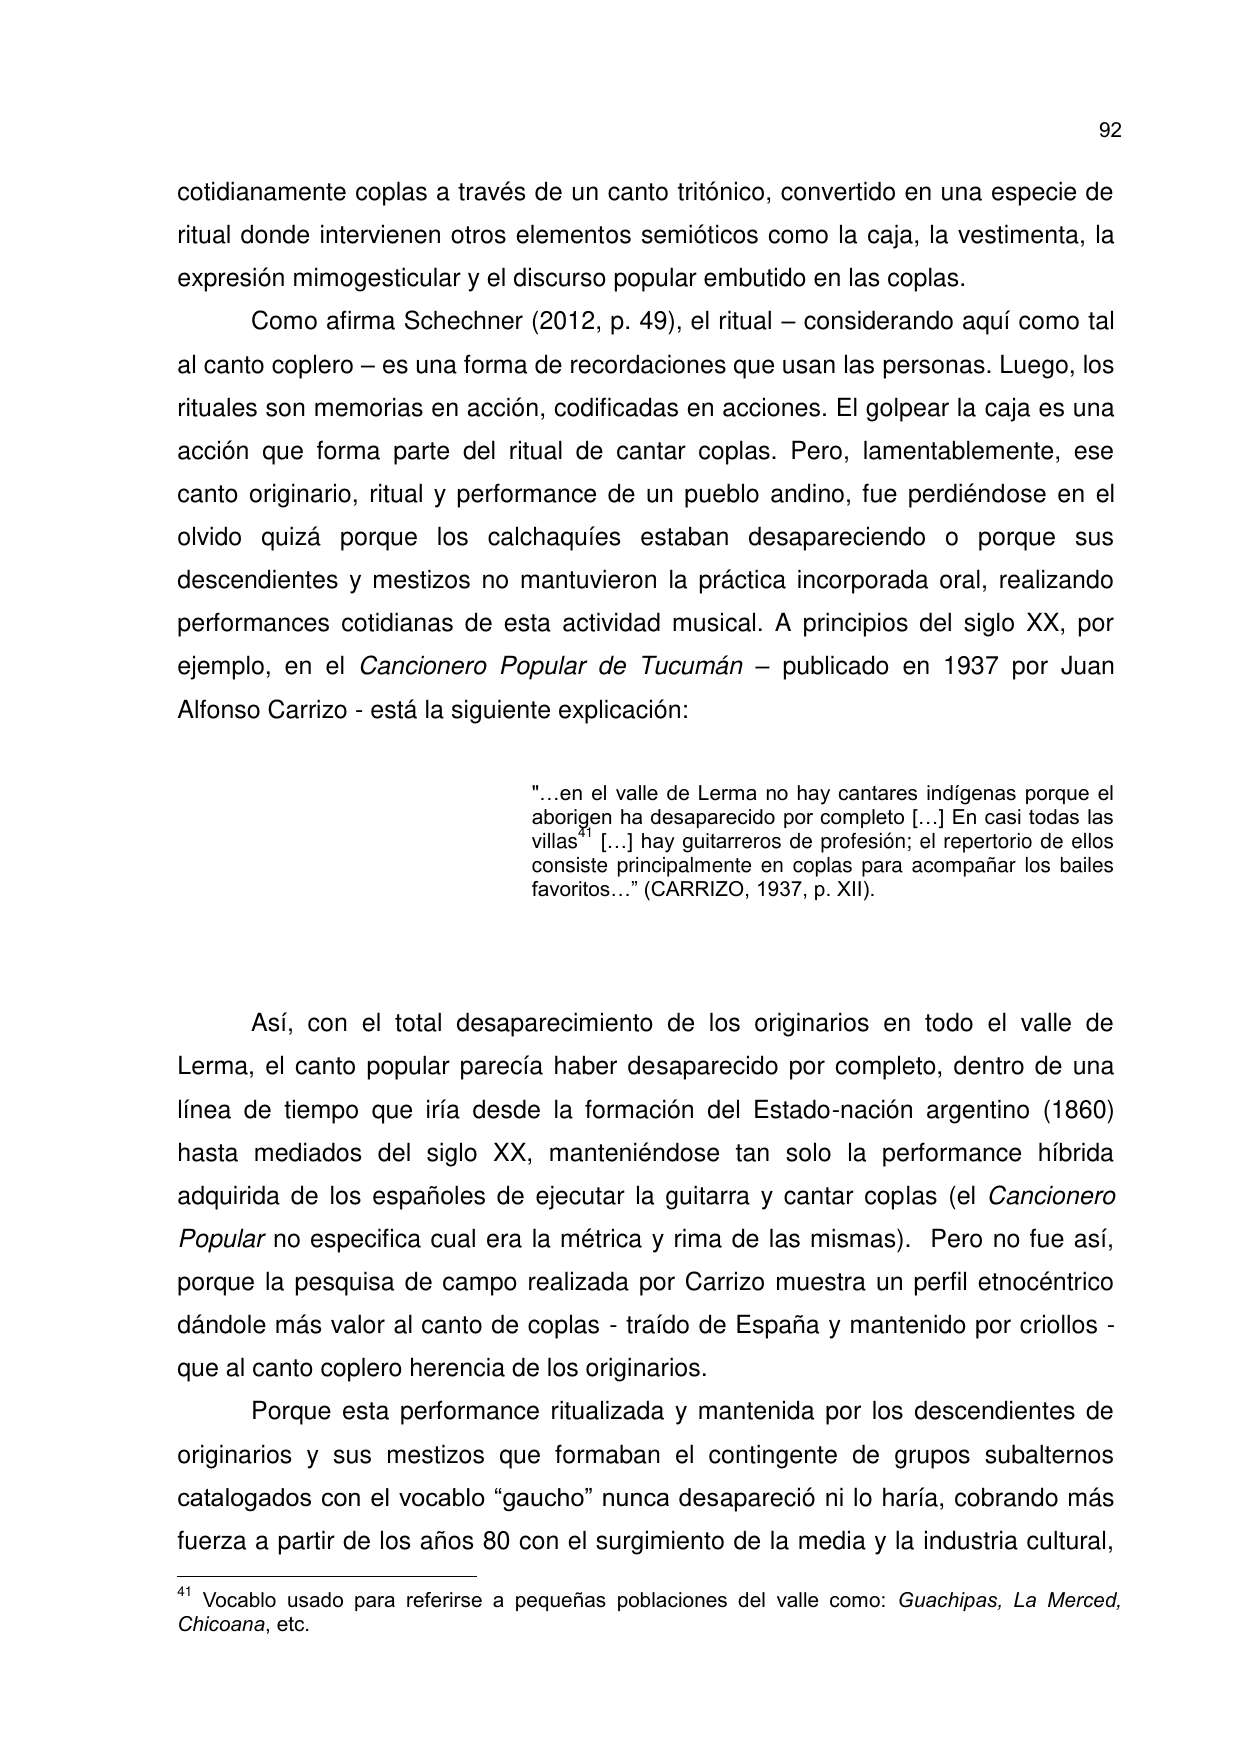 92
cotidianamente coplas a través de un canto tritónico, convertido en una especie de
ritual donde intervienen otros elementos semióticos como la caja, la vestimenta, la
expresión mimogesticular y el discurso popular embutido en las coplas.
Como afirma Schechner (2012, p. 49), el ritual – considerando aquí como tal
al canto coplero – es una forma de recordaciones que usan las personas. Luego, los
rituales son memorias en acción, codificadas en acciones. El golpear la caja es una
acción que forma parte del ritual de cantar coplas. Pero, lamentablemente, ese
canto originario, ritual y performance de un pueblo andino, fue perdiéndose en el
olvido quizá porque los calchaquíes estaban desapareciendo o porque sus
descendientes y mestizos no mantuvieron la práctica incorporada oral, realizando
performances cotidianas de esta actividad musical. A principios del siglo XX, por
ejemplo, en el Cancionero Popular de Tucumán – publicado en 1937 por Juan
Alfonso Carrizo - está la siguiente explicación:
"…en el valle de Lerma no hay cantares indígenas porque el
aborigen ha desaparecido por completo […] En casi todas las
villas41 […] hay guitarreros de profesión; el repertorio de ellos
consiste principalmente en coplas para acompañar los bailes
favoritos…” (CARRIZO, 1937, p. XII).
Así, con el total desaparecimiento de los originarios en todo el valle de
Lerma, el canto popular parecía haber desaparecido por completo, dentro de una
línea de tiempo que iría desde la formación del Estado-nación argentino (1860)
hasta mediados del siglo XX, manteniéndose tan solo la performance híbrida
adquirida de los españoles de ejecutar la guitarra y cantar coplas (el Cancionero
Popular no especifica cual era la métrica y rima de las mismas). Pero no fue así,
porque la pesquisa de campo realizada por Carrizo muestra un perfil etnocéntrico
dándole más valor al canto de coplas - traído de España y mantenido por criollos -
que al canto coplero herencia de los originarios.
Porque esta performance ritualizada y mantenida por los descendientes de
originarios y sus mestizos que formaban el contingente de grupos subalternos
catalogados con el vocablo “gaucho” nunca desapareció ni lo haría, cobrando más
fuerza a partir de los años 80 con el surgimiento de la media y la industria cultural,
41 Vocablo usado para referirse a pequeñas poblaciones del valle como: Guachipas, La Merced,
Chicoana, etc.